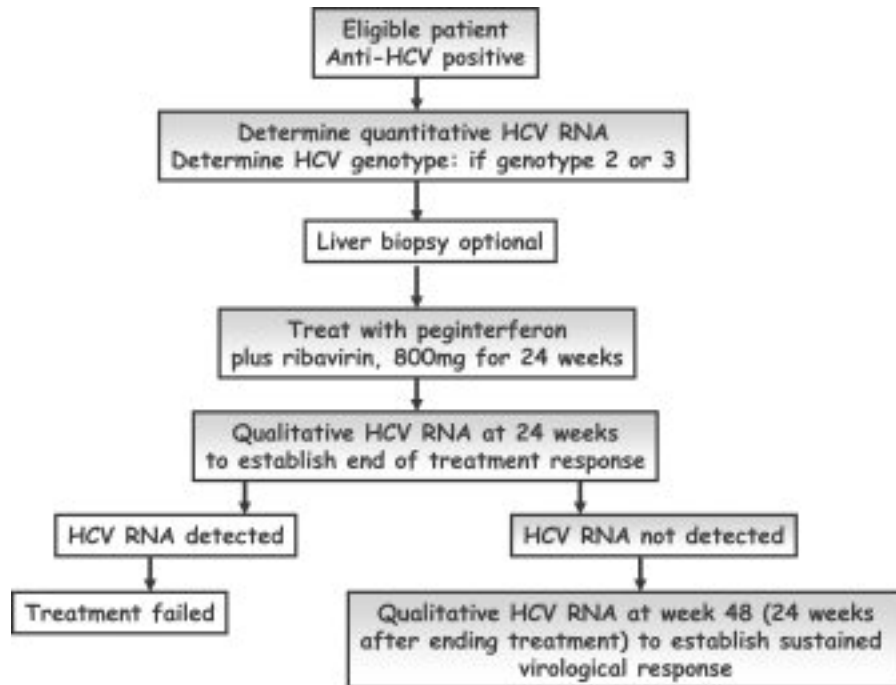 Eligible patient
Anti-HCV positive
Determine quantitative HCV RNA
Determine HCV genotype: if genotype 2 or 3
Liver biopsy optional
Treat with peginterferon
plus ribavirin, 800mg for 24 weeks
Qualitative HCV RNA at 24 weeks
to establish end of treatment response
HCV RNA detected
HCV RNA not detected
Treatment failed
Qualitative HCV RNA at week 48 (24 weeks
after ending treatment) to establish sustained
virological response